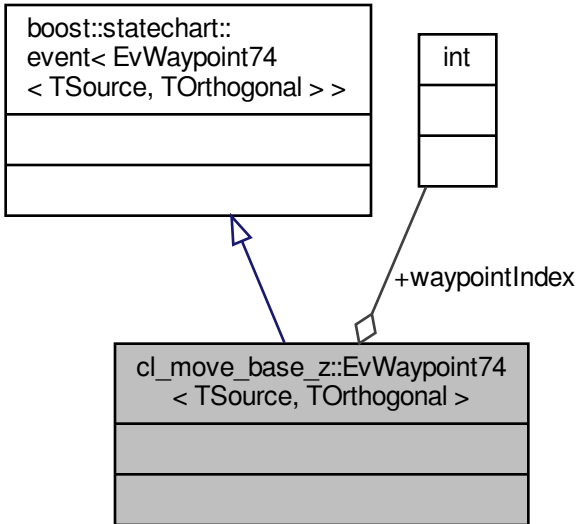 boost::statechart::
event< EvWaypoint74
< TSource, TOrthogonal > >
int
+waypointIndex
cl_move_base_z::EvWaypoint74
< TSource, TOrthogonal >